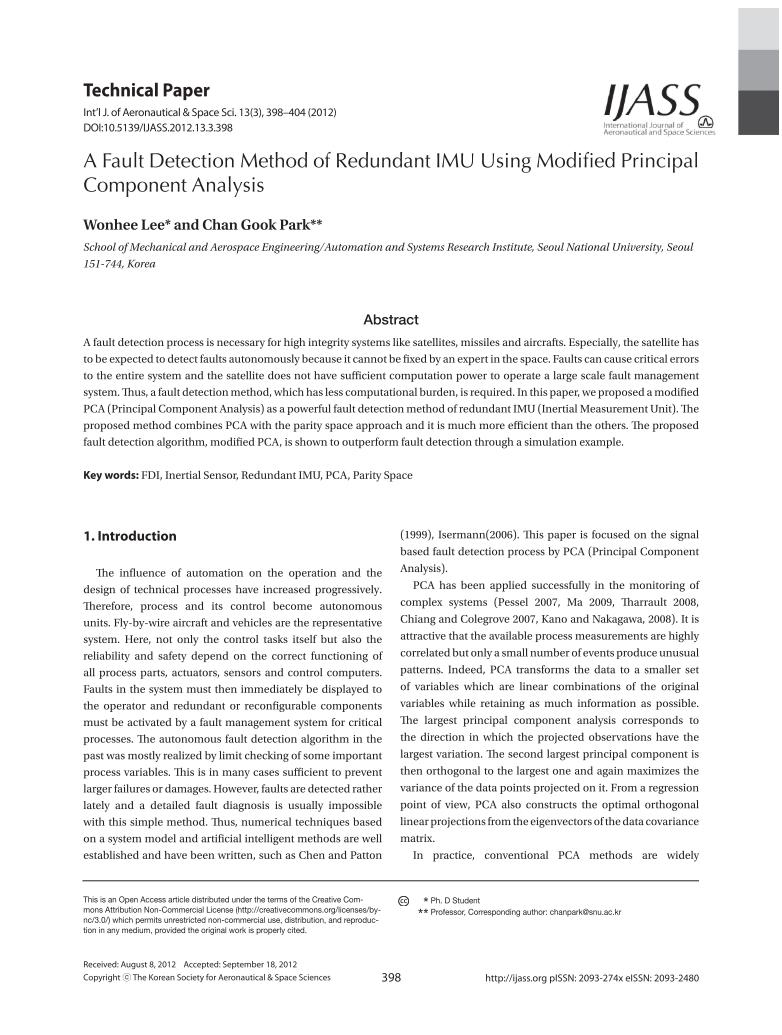 Technical Paper
Int'l J. of Aeronautical & Space Sci. 13(3), 398–404 (2012)
DOI:10.5139/IJASS.2012.13.3.398
IJASS
International Journal of
Aeronautical and Space Sciences
A Fault Detection Method of Redundant IMU Using Modified Principal
Component Analysis
Wonhee Lee* and Chan Gook Park**
School of Mechanical and Aerospace Engineering/Automation and Systems Research Institute, Seoul National University, Seoul
151-744, Korea
Abstract
A fault detection process is necessary for high integrity systems like satellites, missiles and aircrafts. Especially, the satellite has
to be expected to detect faults autonomously because it cannot be fixed by an expert in the space. Faults can cause critical errors
to the entire system and the satellite does not have sufficient computation power to operate a large scale fault management
system. Thus, a fault detection method, which has less computational burden, is required. In this paper, we proposed a modified
PCA (Principal Component Analysis) as a powerful fault detection method of redundant IMU (Inertial Measurement Unit). The
proposed method combines PCA with the parity space approach and it is much more efficient than the others. The proposed
fault detection algorithm, modified PCA, is shown to outperform fault detection through a simulation example.
Key words: FDI, Inertial Sensor, Redundant IMU, PCA, Parity Space
1. Introduction
The influence of automation on the operation and the
design of technical processes have increased progressively.
Therefore, process and its control become autonomous
units. Fly-by-wire aircraft and vehicles are the representative
system. Here, not only the control tasks itself but also the
reliability and safety depend on the correct functioning of
all process parts, actuators, sensors and control computers.
Faults in the system must then immediately be displayed to
the operator and redundant or reconfigurable components
must be activated by a fault management system for critical
processes. The autonomous fault detection algorithm in the
past was mostly realized by limit checking of some important
process variables. This is in many cases sufficient to prevent
larger failures or damages. However, faults are detected rather
lately and a detailed fault diagnosis is usually impossible
with this simple method. Thus, numerical techniques based
on a system model and artificial intelligent methods are well
established and have been written, such as Chen and Patton
(1999), Isermann(2006). This paper is focused on the signal
based fault detection process by PCA (Principal Component
Analysis).
PCA has been applied successfully in the monitoring of
complex systems (Pessel 2007, Ma 2009, Tharrault 2008,
Chiang and Colegrove 2007, Kano and Nakagawa, 2008). It is
attractive that the available process measurements are highly
correlated but only a small number of events produce unusual
patterns. Indeed, PCA transforms the data to a smaller set
of variables which are linear combinations of the original
variables while retaining as much information as possible.
The largest principal component analysis corresponds to
the direction in which the projected observations have the
largest variation. The second largest principal component is
then orthogonal to the largest one and again maximizes the
variance of the data points projected on it. From a regression
point of view, PCA also constructs the optimal orthogonal
linear projections from the eigenvectors of the data covariance
matrix.
In practice, conventional PCA methods are widely
This is an Open Access article distributed under the terms of the Creative Com-
mons Attribution Non-Commercial License (http://creativecommons.org/licenses/by-
nc/3.0/) which permits unrestricted non-commercial use, distribution, and reproduc-
tion in any medium, provided the original work is properly cited.
cc * Ph. D Student
** Professor, Corresponding author: chanpark@snu.ac.kr
Received: August 8, 2012 Accepted: September 18, 2012
Copyright ⓒ The Korean Society for Aeronautical & Space Sciences
398
http://ijass.org pISSN: 2093-274x eISSN: 2093-2480